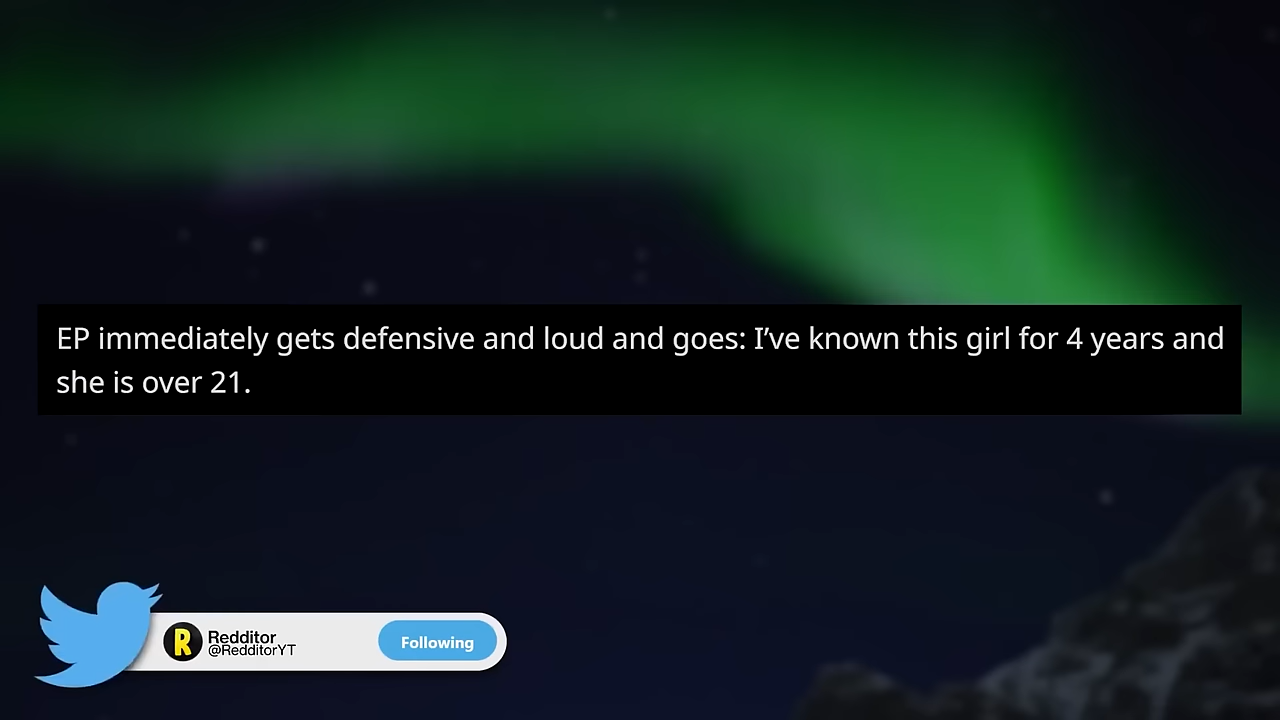 EP immediately gets defensive and loud and goes: I’ve known this girl for 4 years and
she is over 21.
R
Redditor
@RedditorYT
Following